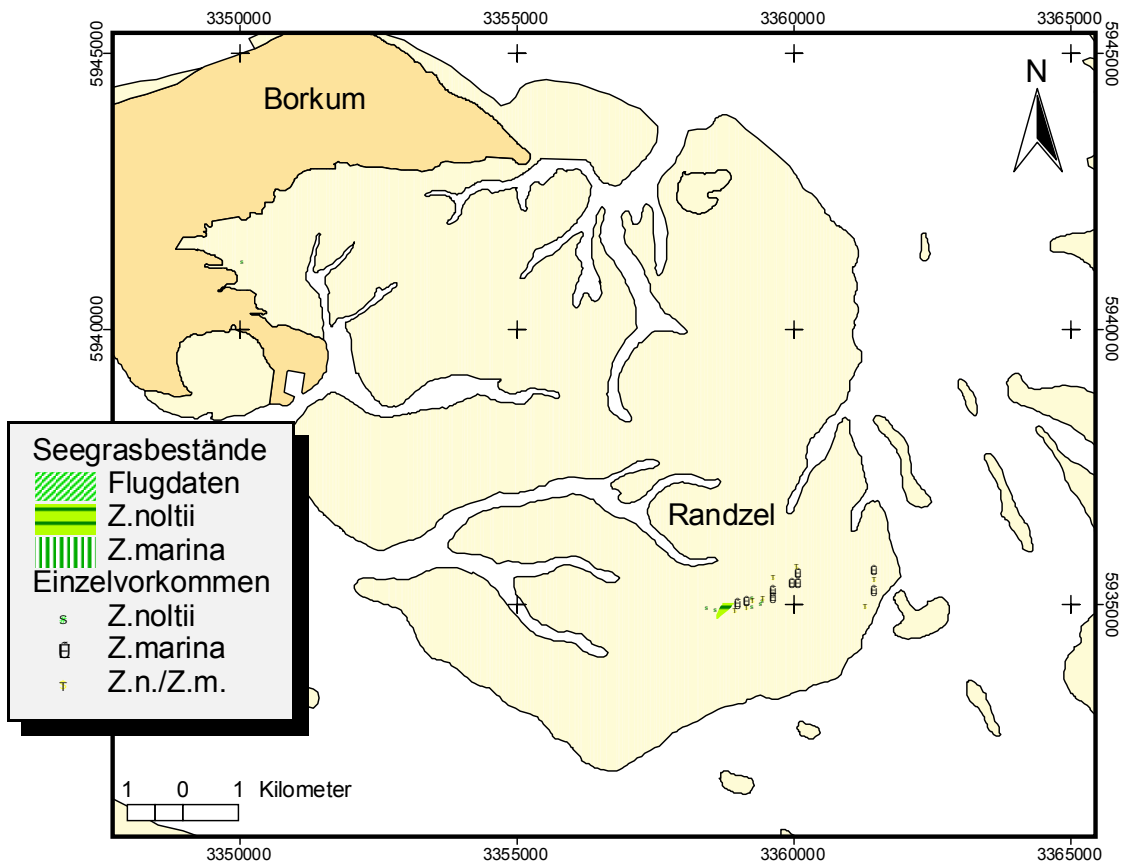 3350000 3355000 3360000 3365000
5945000 5945000
N
Borkum
5940000 5940000
Seegrasbestände
Flugdaten
Z.noltii
Z.marina
Einzelvorkommen
s Z.noltii
Z.marina
T Z.n./Z.m.
Randzel
5935000 5935000
1 0 1 Kilometer
3350000 3355000 3360000 3365000